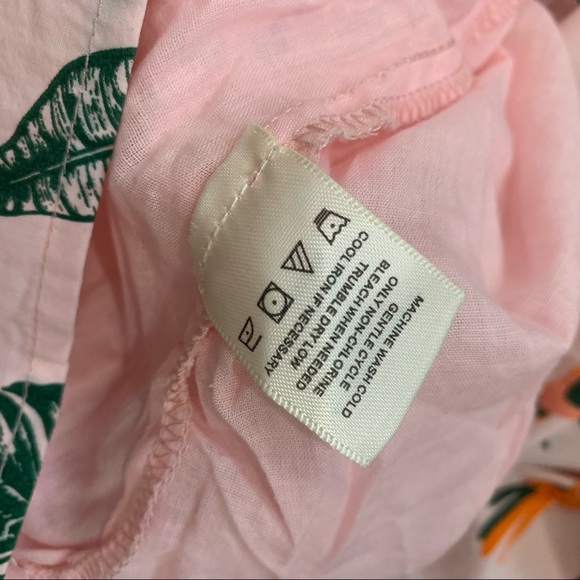 MACHINE WASH COLD
GENTLE CYCLE
ONLY NON-CHLORINE
BLEACH WHEN NEEDED
TRUMBLE DRY LOW
COOL IRON IF NECESSARY